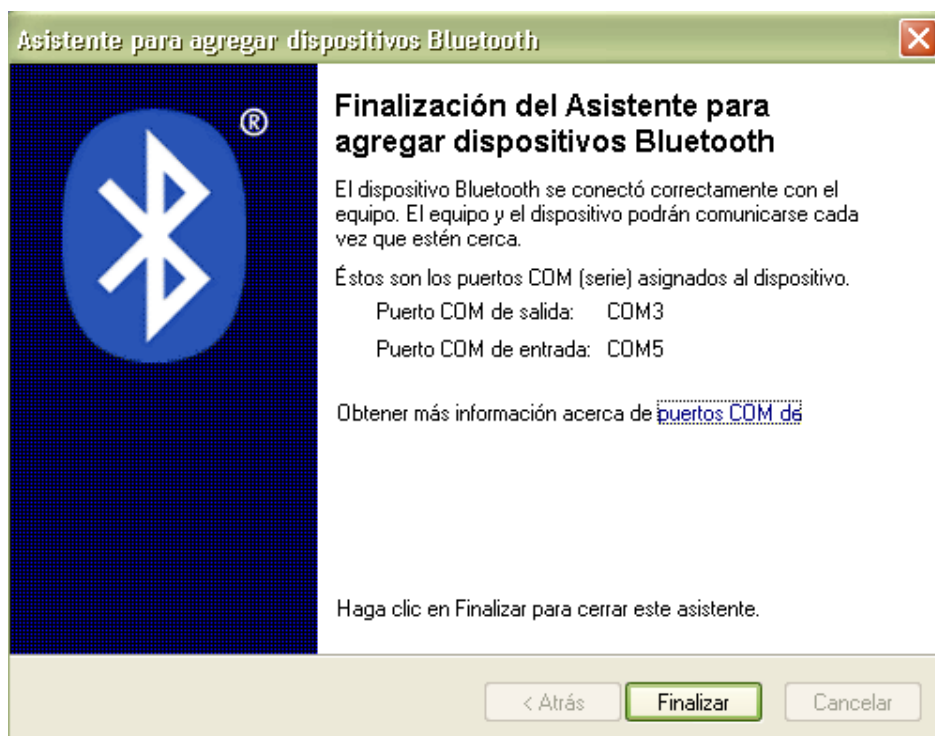 Asistente para agregar dispositivos Bluetooth
®
Finalización del Asistente para
agregar dispositivos Bluetooth
El dispositivo Bluetooth se conectó correctamente con el
equipo. El equipo y el dispositivo podrán comunicarse cada
vez que estén cerca.
Éstos son los puertos COM (serie) asignados al dispositivo.
Puerto COM de salida: COM3
Puerto COM de entrada: COM5
Obtener más información acerca de puertos COM de
Haga clic en Finalizar para cerrar este asistente.
< Atrás Finalizar Cancelar